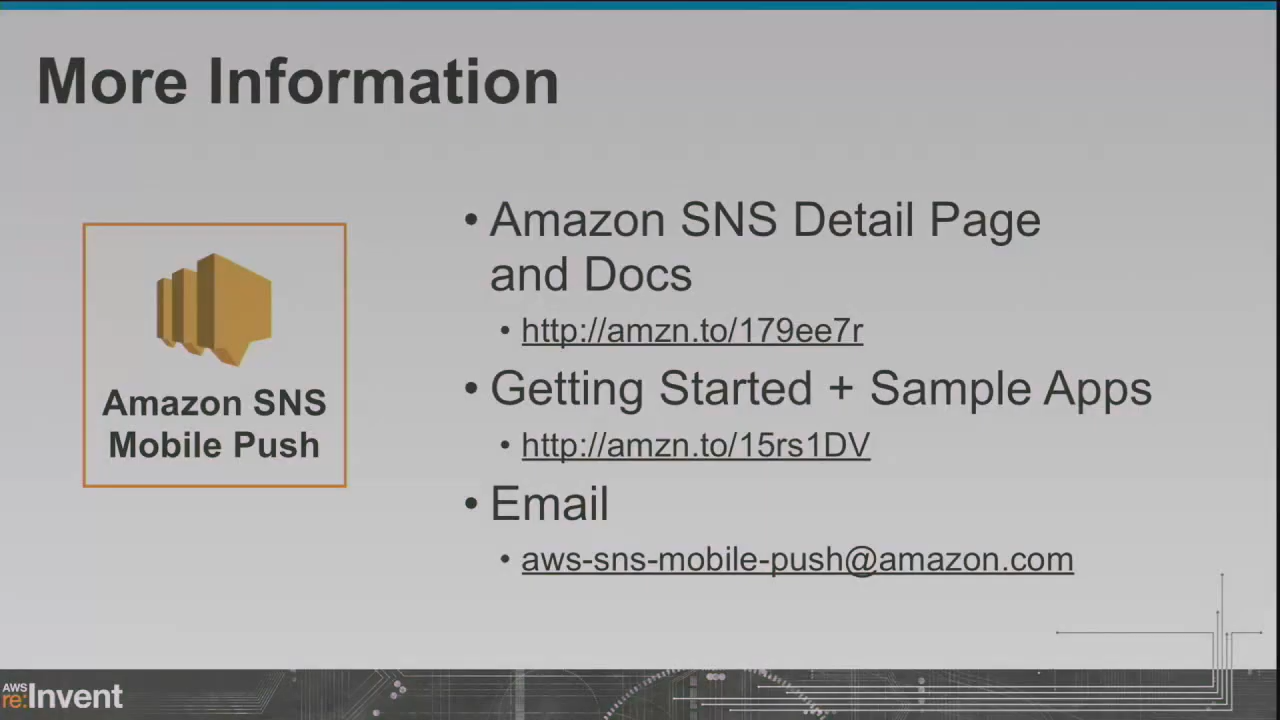 More Information
Amazon SNS
Mobile Push
• Amazon SNS Detail Page
and Docs
• http://amzn.to/179ee7r
• Getting Started + Sample Apps
• http://amzn.to/15rs1DV
• Email
• aws-sns-mobile-push@amazon.com
AWS
re:Invent